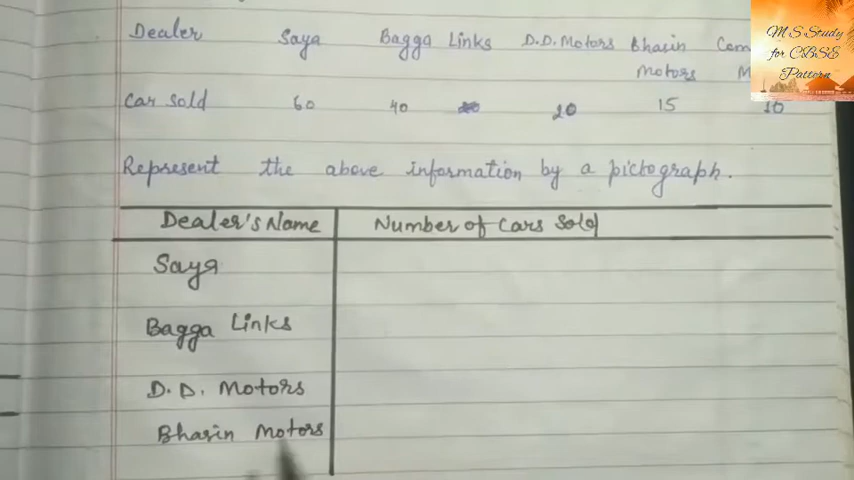 Dealer Saya Bagga Links D.D. Motors Bhasin Motors
Car sold 60 40 20 15 10
Represent the above information by a pictograph.
Dealer's Name Number of Cars Sold
Saya
Bagga Links
D.D. Motors
Bhasin Motors
M S Study
for CBSE
Pattern